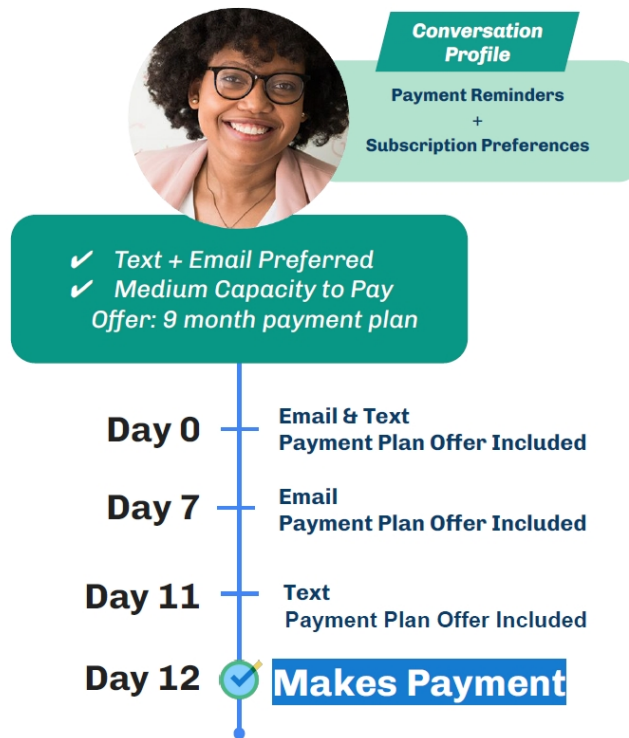 Conversation
Profile
Payment Reminders
+
Subscription Preferences
✔ Text + Email Preferred
✔ Medium Capacity to Pay
Offer: 9 month payment plan
Day 0
Email & Text
Payment Plan Offer Included
Day 7
Email
Payment Plan Offer Included
Day 11
Text
Payment Plan Offer Included
Day 12
Makes Payment